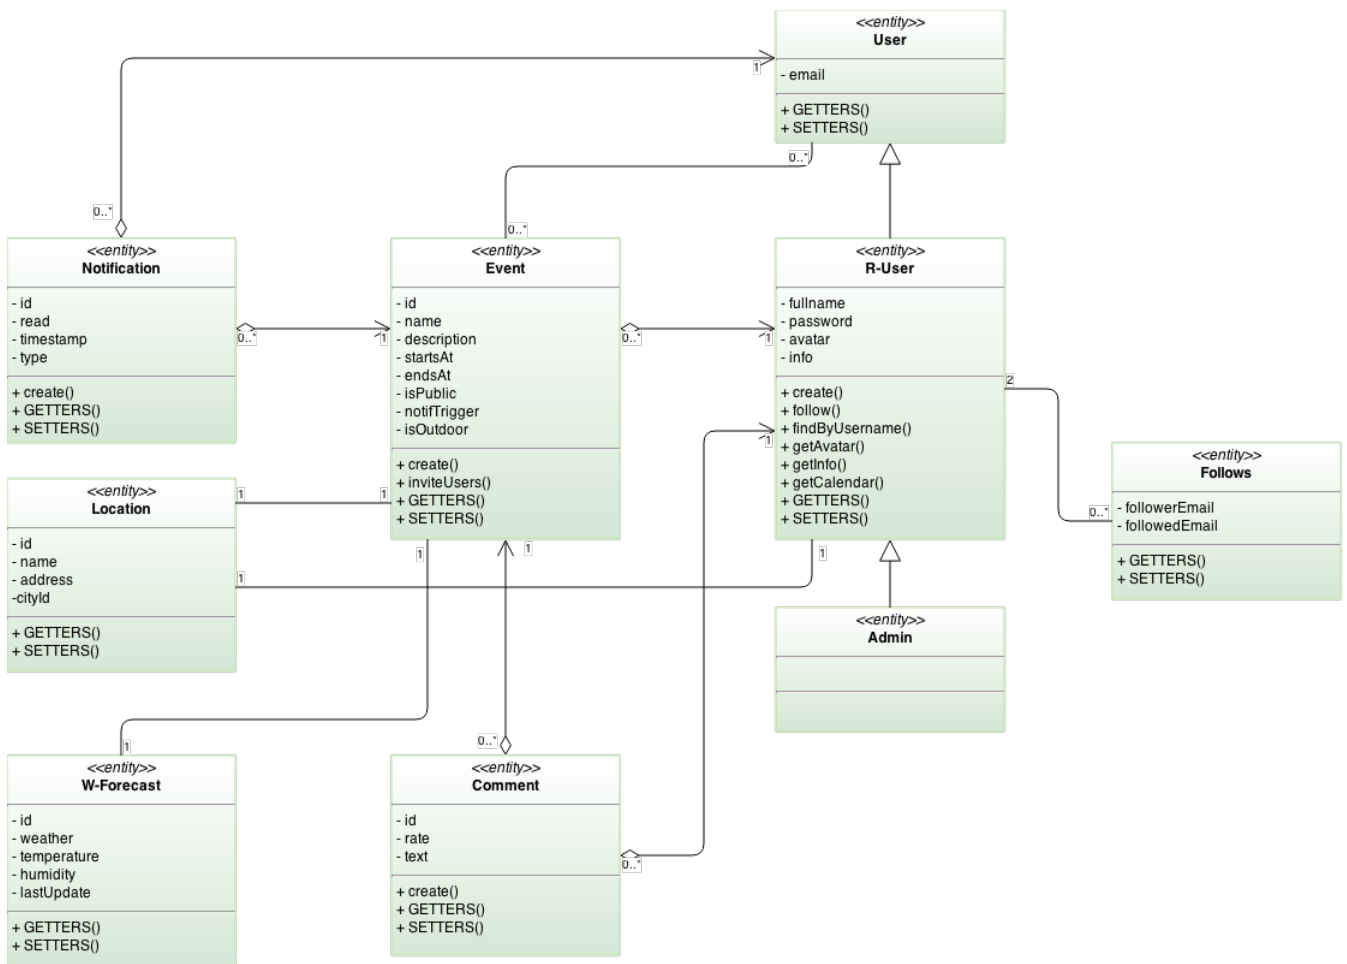 <<entity>>
User
- email
+ GETTERS()
+ SETTERS()
1
0..*
0..*
0..*
<<entity>>
Notification
- id
- read
- timestamp
- type
+ create()
+ GETTERS()
+ SETTERS()
0..*
1
<<entity>>
Event
- id
- name
- description
- startsAt
- endsAt
- isPublic
- notifTrigger
- isOutdoor
+ create()
+ inviteUsers()
+ GETTERS()
+ SETTERS()
0..*
1
<<entity>>
R-User
- fullname
- password
- avatar
- info
+ create()
+ follow()
+ findByUsername()
+ getAvatar()
+ getInfo()
+ getCalendar()
+ GETTERS()
+ SETTERS()
2
1
0..*
<<entity>>
Follows
- followerEmail
- followedEmail
+ GETTERS()
+ SETTERS()
<<entity>>
Location
- id
- name
- address
-cityId
+ GETTERS()
+ SETTERS()
1
1
1
1
1
1
<<entity>>
Admin
1
0..*
<<entity>>
W-Forecast
- id
- weather
- temperature
- humidity
- lastUpdate
+ GETTERS()
+ SETTERS()
<<entity>>
Comment
- id
- rate
- text
+ create()
+ GETTERS()
+ SETTERS()
0..*